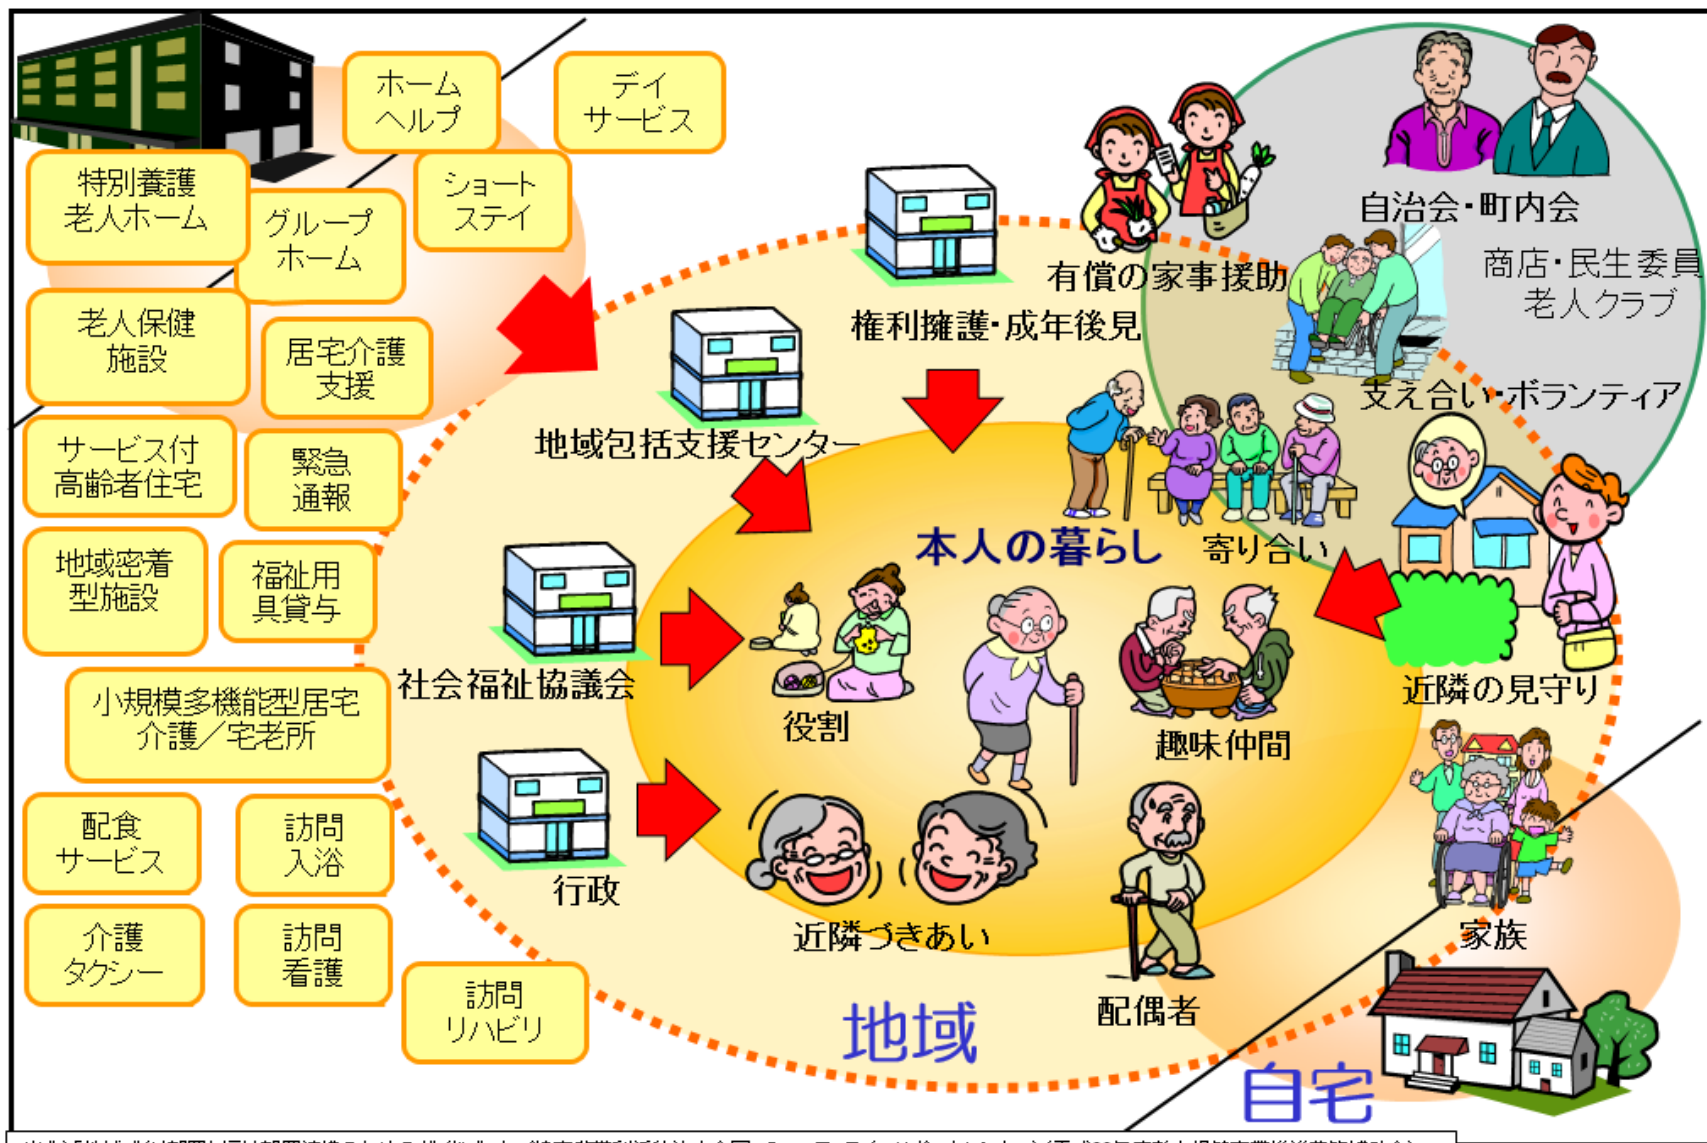 ホーム
ヘルプ
デイ
サービス
特別養護
老人ホーム
グループ
ホーム
ショート
ステイ
老人保健
施設
居宅介護
支援
サービス付
高齢者住宅
緊急
通報
地域密着
型施設
福祉用
具貸与
小規模多機能型居宅
介護／宅老所
配食
サービス
訪問
入浴
介護
タクシー
訪問
看護
訪問
リハビリ
自治会・町内会
商店・民生委員
老人クラブ
有償の家事援助
権利擁護・成年後見
支え合い・ボランティア
地域包括支援センター
本人の暮らし
寄り合い
社会福祉協議会
役割
趣味仲間
近隣の見守り
行政
近隣づきあい
配偶者
家族
地域
自宅